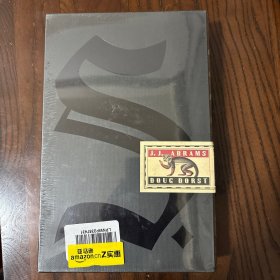 S.
J.J. ABRAMS
DOUG DORST
亚马逊
amazon.cn Z实惠